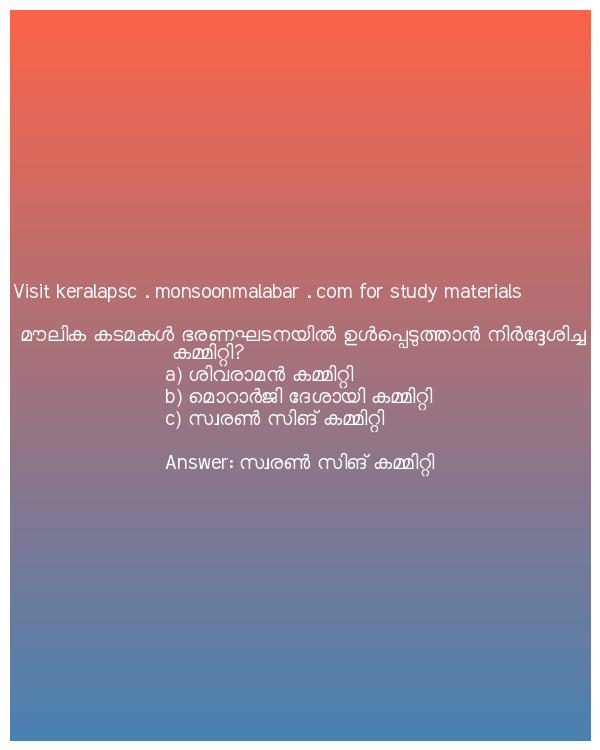 Visit keralapsc . monsoonmalabar . com for study materials
മൗലിക കടമകൾ ഭരണഘടനയിൽ ഉൾപ്പെടുത്താൻ നിർദ്ദേശിച്ച
കമ്മിറ്റി?
a) ശിവരാമൻ കമ്മിറ്റി
b) മൊറാർജി ദേശായി കമ്മിറ്റി
c) സ്വരൺ സിങ് കമ്മിറ്റി
Answer: സ്വരൺ സിങ് കമ്മിറ്റി